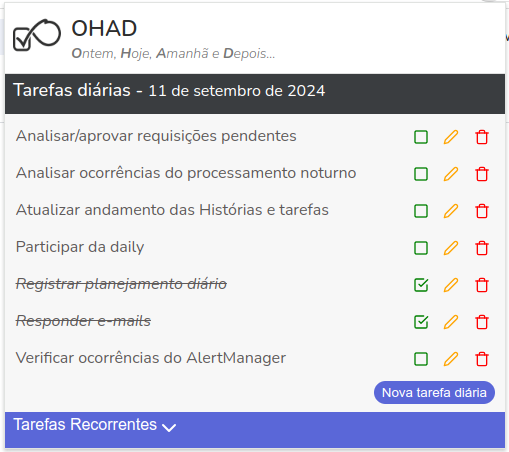 OHAD
Ontem, Hoje, Amanhã e Depois...
Tarefas diárias - 11 de setembro de 2024
Analisar/aprovar requisições pendentes
Analisar ocorrências do processamento noturno
Atualizar andamento das Histórias e tarefas
Participar da daily
Registrar planejamento diário
Responder e-mails
Verificar ocorrências do AlertManager
Nova tarefa diária
Tarefas Recorrentes